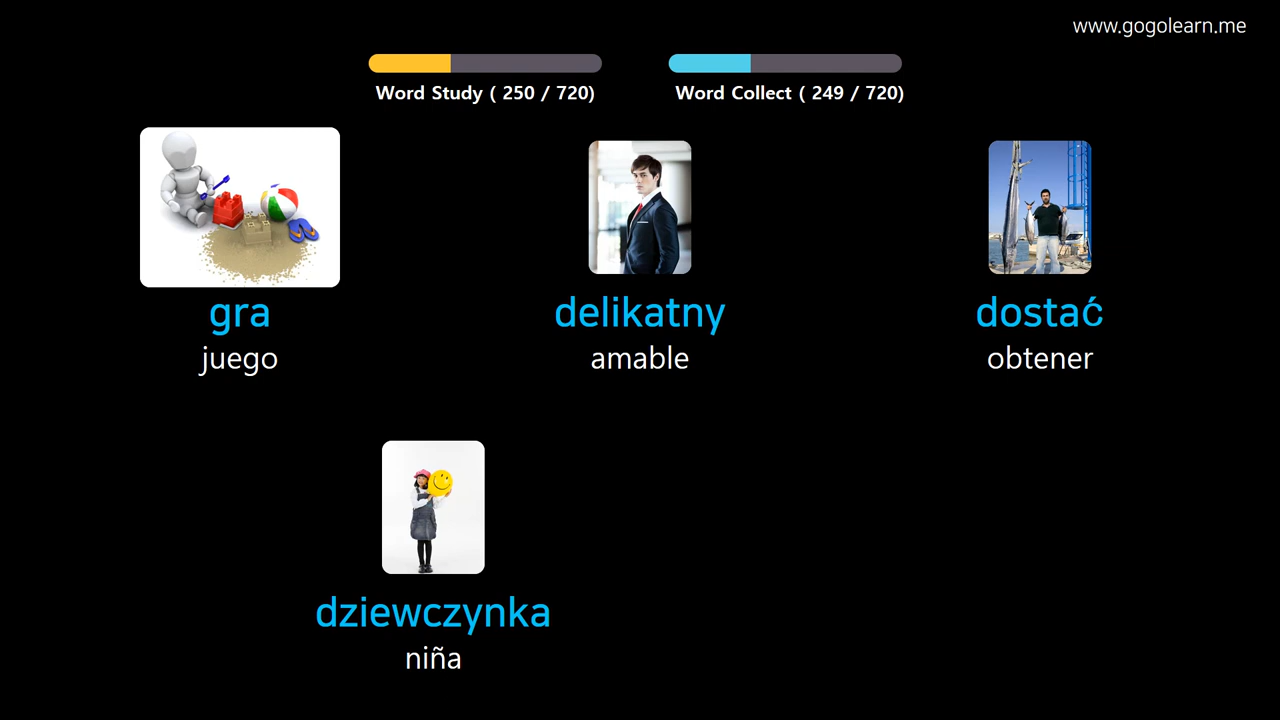 www.gogolearn.me
Word Study ( 250 / 720)
Word Collect ( 249 / 720)
gra
juego
delikatny
amable
dostać
obtener
dziewczynka
niña